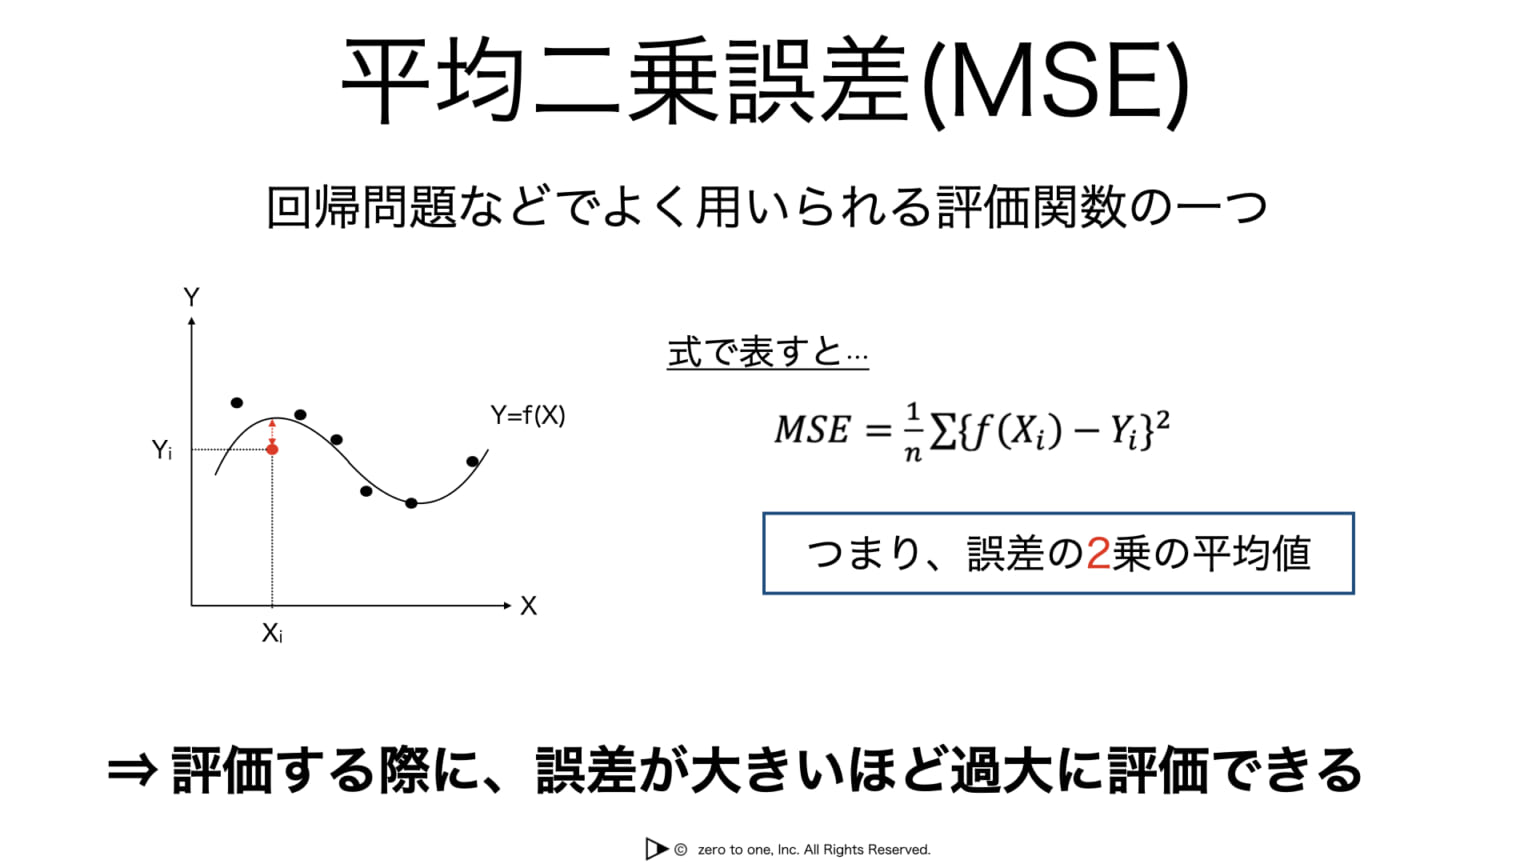 平均二乗誤差(MSE)
回帰問題などでよく用いられる評価関数の一つ
Y
Y=f(X)
Yᵢ
X
Xᵢ
式で表すと...
MSE = 1/n ∑{f(Xᵢ) − Yᵢ}²
つまり、誤差の2乗の平均値
⇒ 評価する際に、誤差が大きいほど過大に評価できる
© zero to one, Inc. All Rights Reserved.